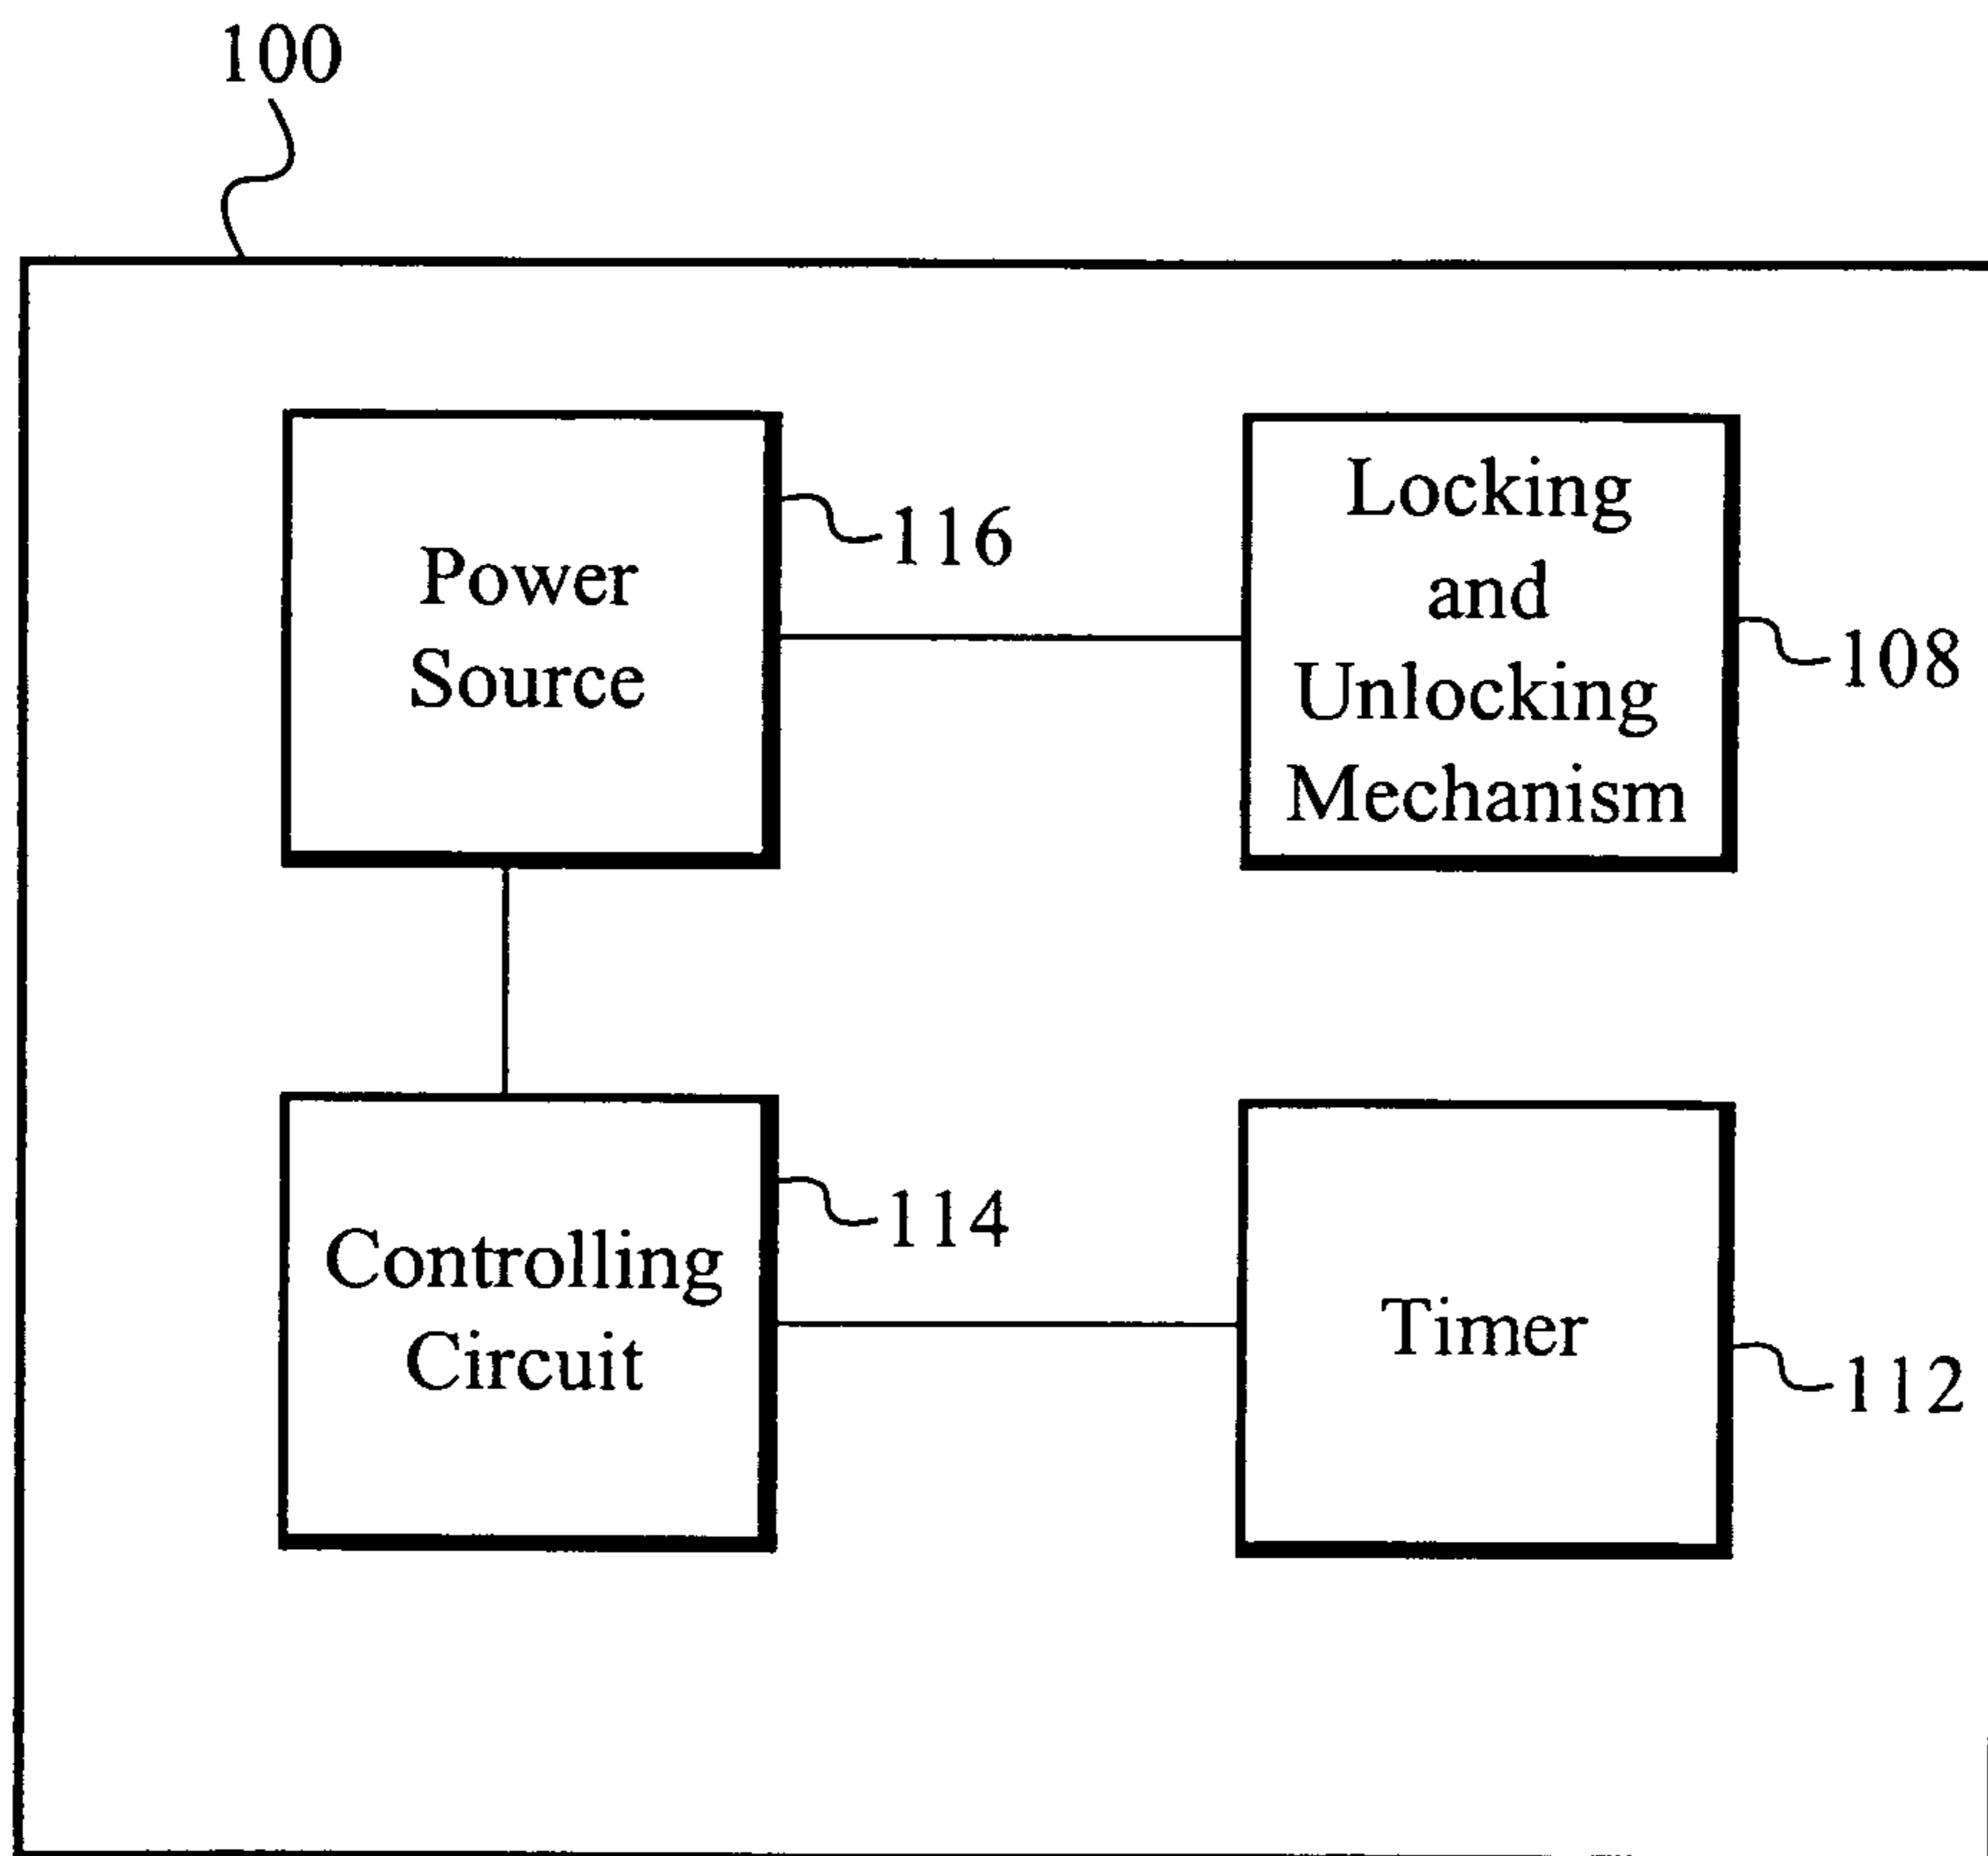 100
Power
Source
116
Locking
and
Unlocking
Mechanism
108
Controlling
Circuit
114
Timer
112